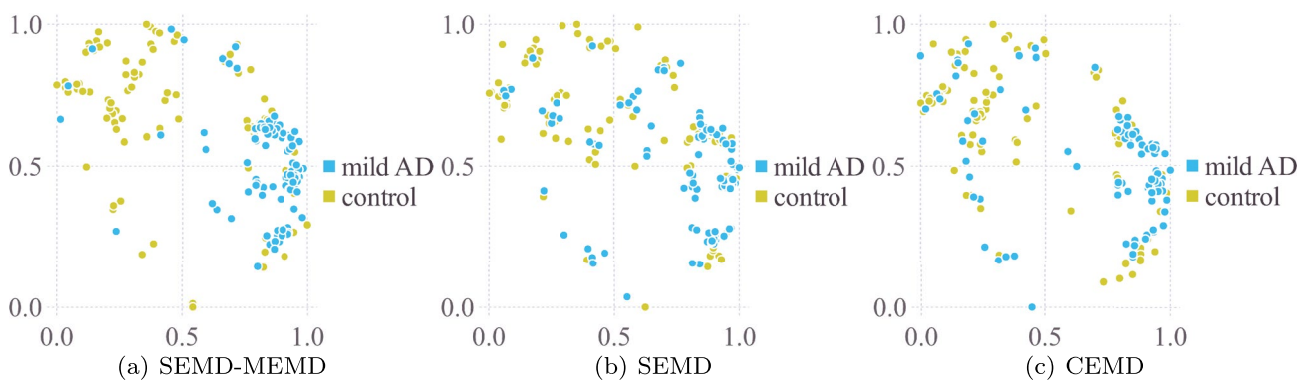 1.0 1.0 1.0
0.5 mild AD 0.5 mild AD 0.5 mild AD
control control control
0.0 0.0 0.0
0.0 0.5 1.0 0.0 0.5 1.0 0.0 0.5 1.0
(a) SEMD-MEMD (b) SEMD (c) CEMD